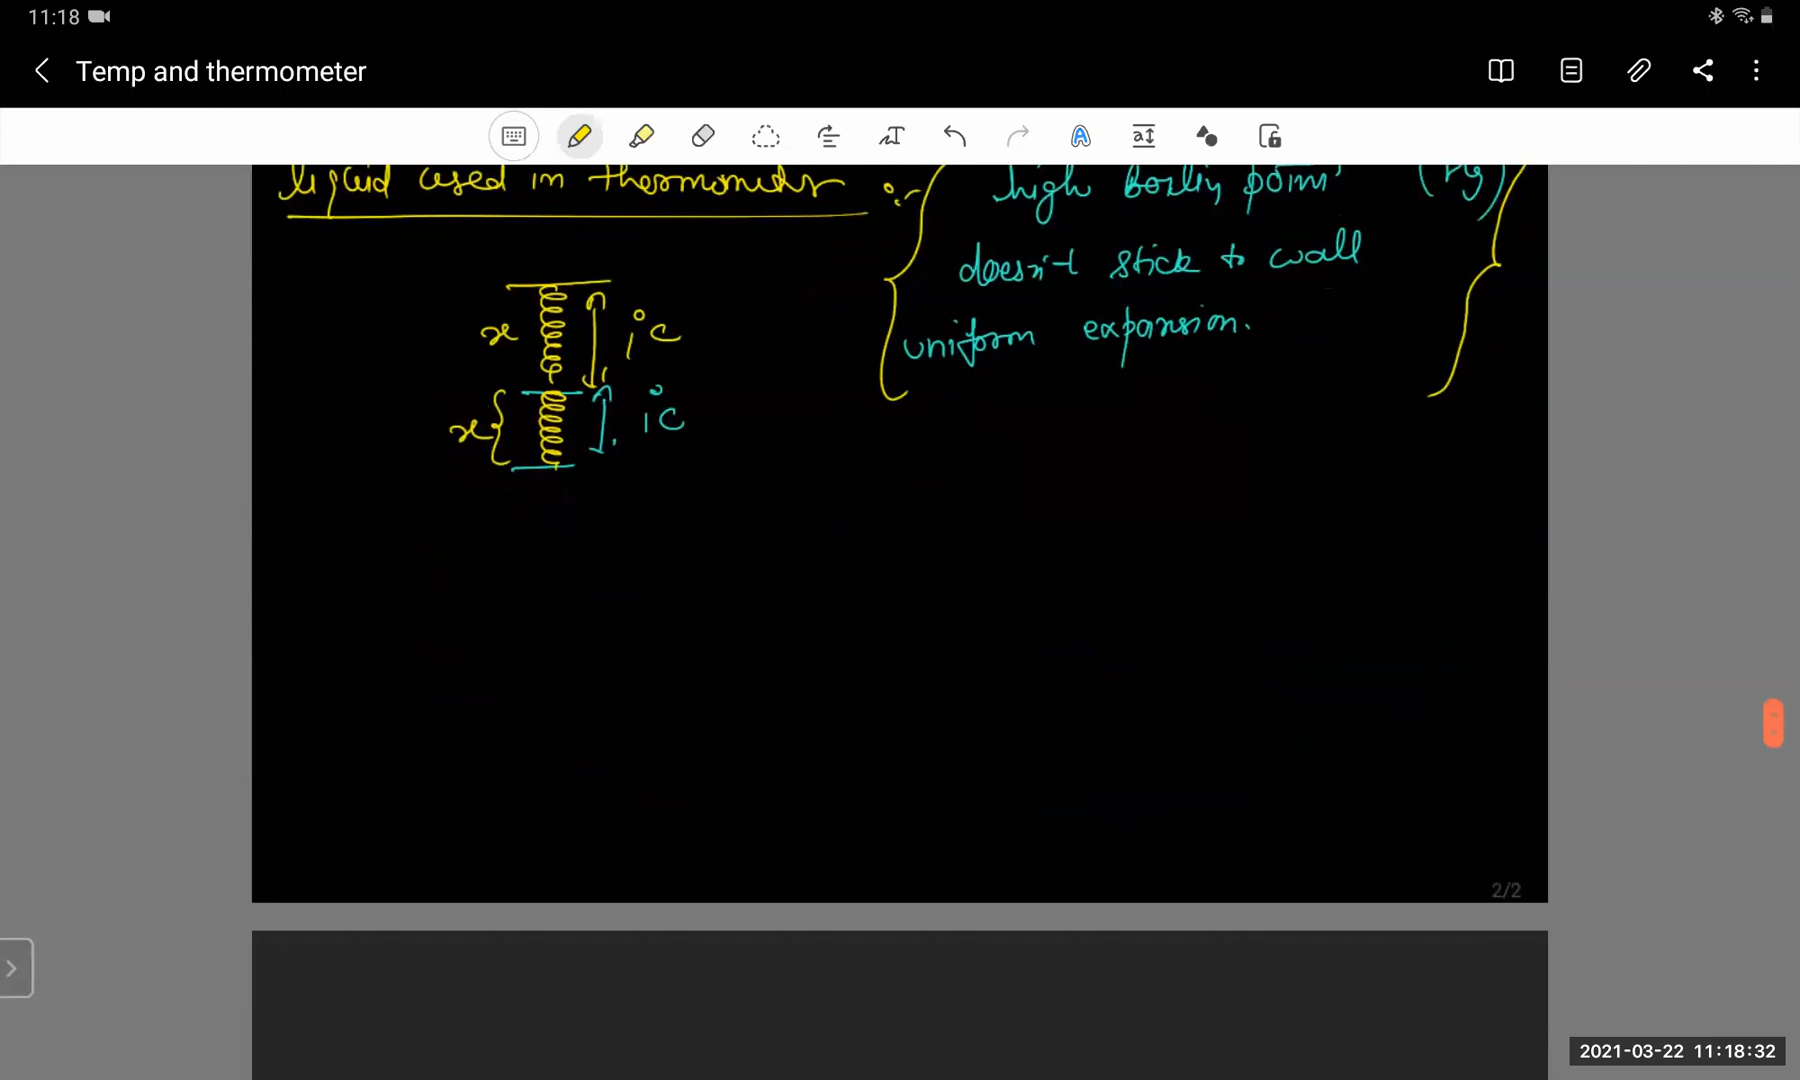 11:18
Temp and thermometer
liquid used in thermometer :-
high boiling point (Hg)
doesn't stick to wall
uniform expansion.
x 1°C
x 1°C
2/2
2021-03-22 11:18:32